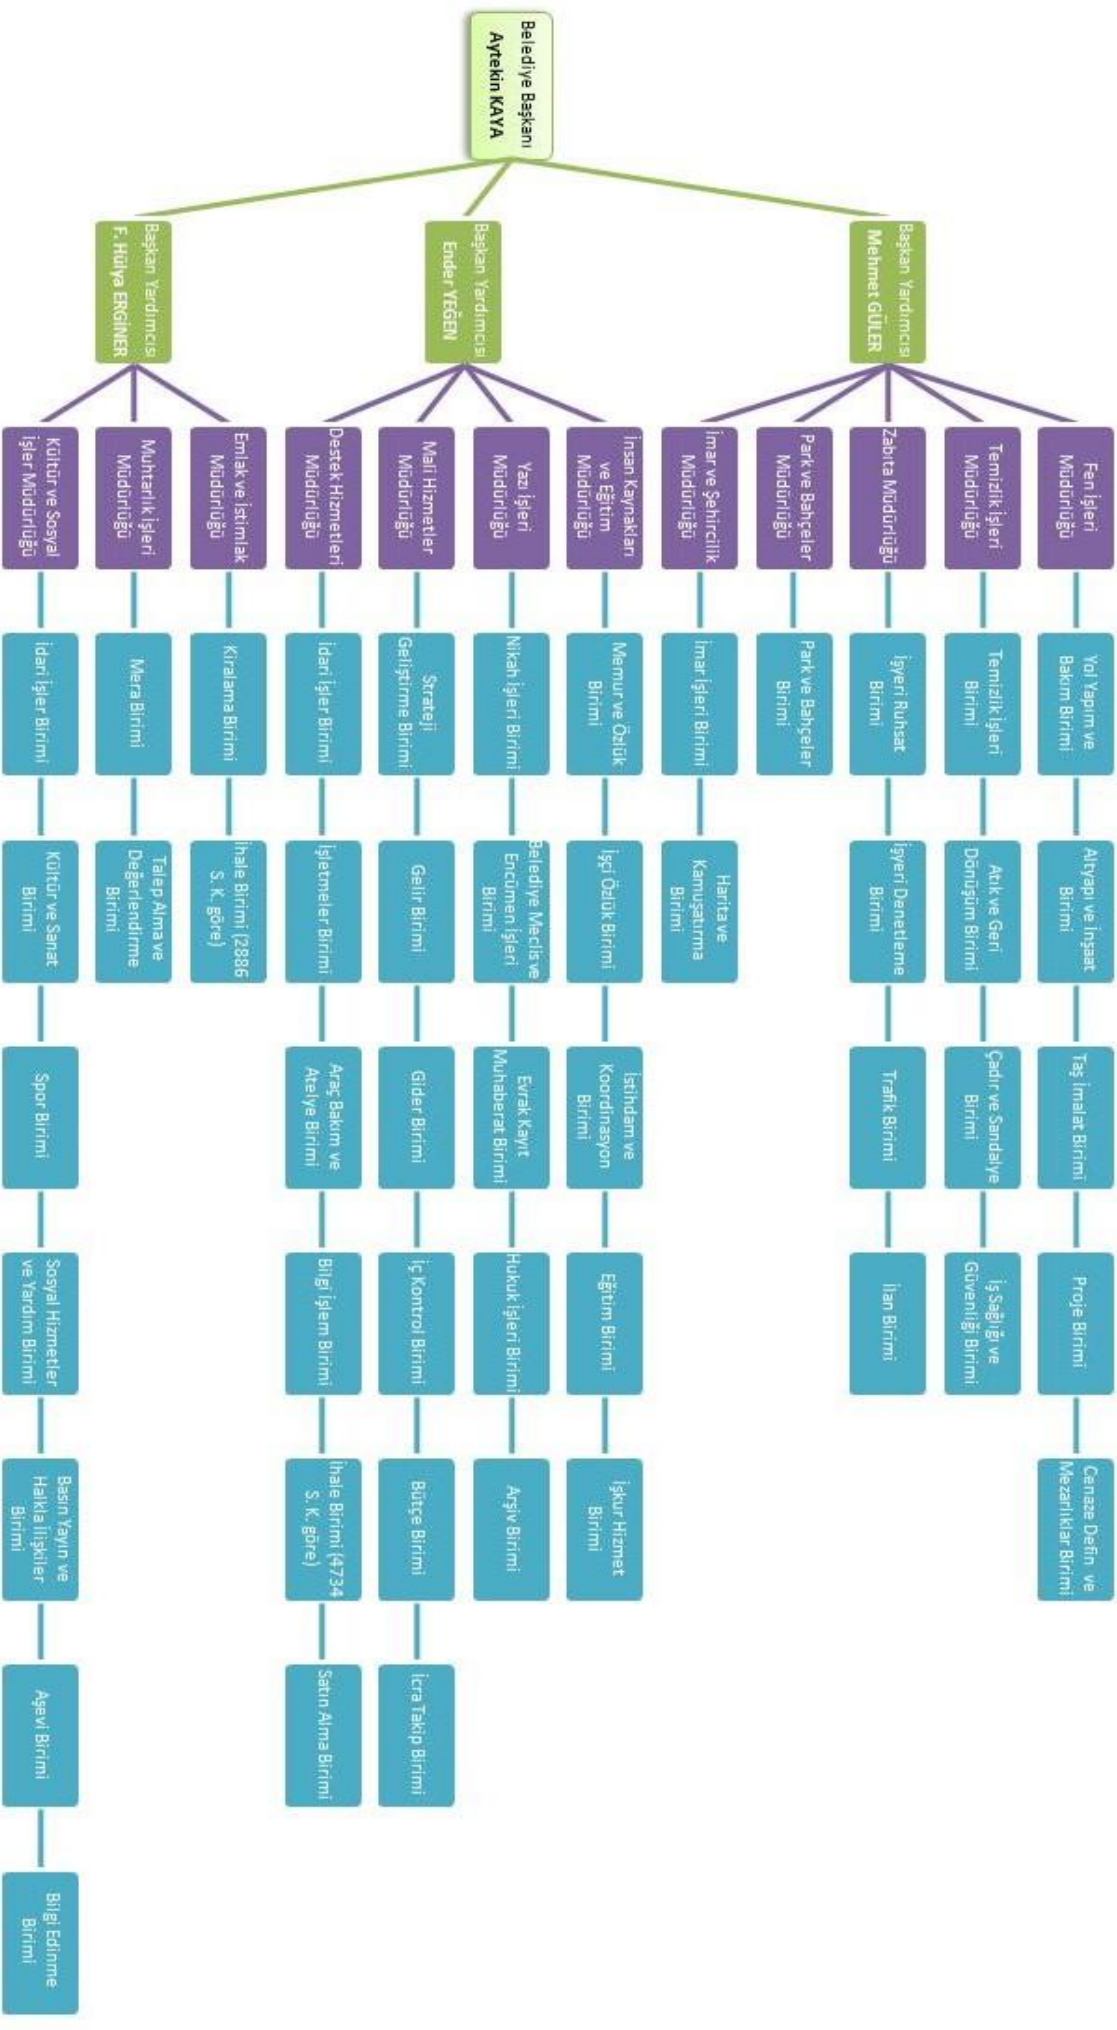 Belediye Başkanı
Aytekin KAYA
Başkan Yardımcısı
Mehmet GÜLER
Başkan Yardımcısı
Ender YEĞEN
Başkan Yardımcısı
F. Hülya ERGİNER
Fen İşleri
Müdürlüğü
Yol Yapım ve
Bakım Birimi
Altyapı ve İnşaat
Birimi
Taş İmalat Birimi
Proje Birimi
Cenaze Defin ve
Mezarlıklar Birimi
Temizlik İşleri
Müdürlüğü
Temizlik İşleri
Birimi
Atık ve Geri
Dönüşüm Birimi
Çadır ve Sandalye
Birimi
İş Sağlığı ve
Güvenliği Birimi
Zabıta Müdürlüğü
İşyeri Ruhsat
Birimi
İşyeri Denetleme
Birimi
Trafik Birimi
İlan Birimi
Park ve Bahçeler
Müdürlüğü
Park ve Bahçeler
Birimi
İmar ve Şehircilik
Müdürlüğü
İmar İşleri Birimi
Harita ve
Kamuşatırma
Birimi
İnsan Kaynakları
ve Eğitim
Müdürlüğü
Memur ve Özlük
Birimi
İşçi Özlük Birimi
İstihdam ve
Koordinasyon
Birimi
Eğitim Birimi
İşkur Hizmet
Birimi
Yazı İşleri
Müdürlüğü
Nikah İşleri Birimi
Belediye Meclis ve
Encümen İşleri
Birimi
Evrak Kayıt
Muhaberat Birimi
Hukuk İşleri Birimi
Arşiv Birimi
Mali Hizmetler
Müdürlüğü
Strateji
Geliştirme Birimi
Gelir Birimi
Gider Birimi
İç Kontrol Birimi
Bütçe Birimi
İcra Takip Birimi
Destek Hizmetleri
Müdürlüğü
İdari İşler Birimi
İşletmeler Birimi
Araç Bakım ve
Atelye Birimi
Bilgi İşlem Birimi
İhale Birimi (4734
S. K. göre)
Satın Alma Birimi
Emlak ve İstimlak
Müdürlüğü
Kiralama Birimi
İhale Birimi (2886
S. K. göre)
Muhtarlık İşleri
Müdürlüğü
Mera Birimi
Talep Alma ve
Değerlendirme
Birimi
Kültür ve Sosyal
İşler Müdürlüğü
İdari İşler Birimi
Kültür ve Sanat
Birimi
Spor Birimi
Sosyal Hizmetler
ve Yardım Birimi
Basın Yayın ve
Halkla İlişkiler
Birimi
Aşevi Birimi
Bilgi Edinme
Birimi